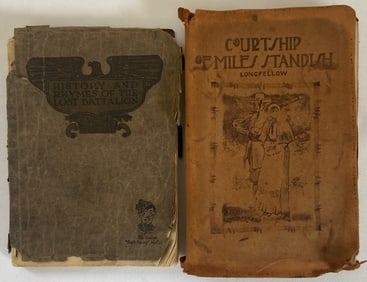 HISTORY AND
RHYMES OF THE
LOST BATTALION
COURTSHIP
OF MILES STANDISH
LONGFELLOW